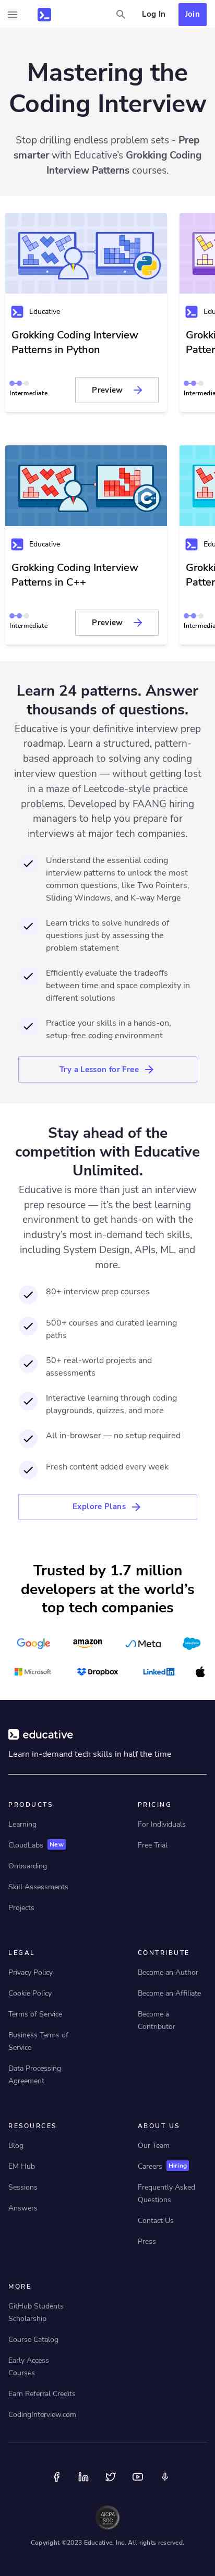 Log In
Join
Mastering the
Coding Interview
Stop drilling endless problem sets - Prep
smarter with Educative's Grokking Coding
Interview Patterns courses.
Educative
Grokking Coding Interview
Patterns in Python
Intermediate
Preview
Edu
Grokki
Patter
Intermedia
Educative
Grokking Coding Interview
Patterns in C++
Intermediate
Preview
Edu
Grokki
Patter
Intermedia
Learn 24 patterns. Answer
thousands of questions.
Educative is your definitive interview prep
roadmap. Learn a structured, pattern-
based approach to solving any coding
interview question — without getting lost
in a maze of Leetcode-style practice
problems. Developed by FAANG hiring
managers to help you prepare for
interviews at major tech companies.
Understand the essential coding
interview patterns to unlock the most
common questions, like Two Pointers,
Sliding Windows, and K-way Merge
Learn tricks to solve hundreds of
questions just by assessing the
problem statement
Efficiently evaluate the tradeoffs
between time and space complexity in
different solutions
Practice your skills in a hands-on,
setup-free coding environment
Try a Lesson for Free
Stay ahead of the
competition with Educative
Unlimited.
Educative is more than just an interview
prep resource — it's the best learning
environment to get hands-on with the
industry's most in-demand tech skills,
including System Design, APIs, ML, and
more.
80+ interview prep courses
500+ courses and curated learning
paths
50+ real-world projects and
assessments
Interactive learning through coding
playgrounds, quizzes, and more
All in-browser — no setup required
Fresh content added every week
Explore Plans
Trusted by 1.7 million
developers at the world's
top tech companies
Google
amazon
Meta
salesforce
Microsoft
Dropbox
LinkedIn
educative
Learn in-demand tech skills in half the time
PRODUCTS
Learning
CloudLabs New
Onboarding
Skill Assessments
Projects
PRICING
For Individuals
Free Trial
LEGAL
Privacy Policy
Cookie Policy
Terms of Service
Business Terms of
Service
Data Processing
Agreement
CONTRIBUTE
Become an Author
Become an Affiliate
Become a
Contributor
RESOURCES
Blog
EM Hub
Sessions
Answers
ABOUT US
Our Team
Careers Hiring
Frequently Asked
Questions
Contact Us
Press
MORE
GitHub Students
Scholarship
Course Catalog
Early Access
Courses
Earn Referral Credits
CodingInterview.com
AICPA
SOC
Copyright ©2023 Educative, Inc. All rights reserved.